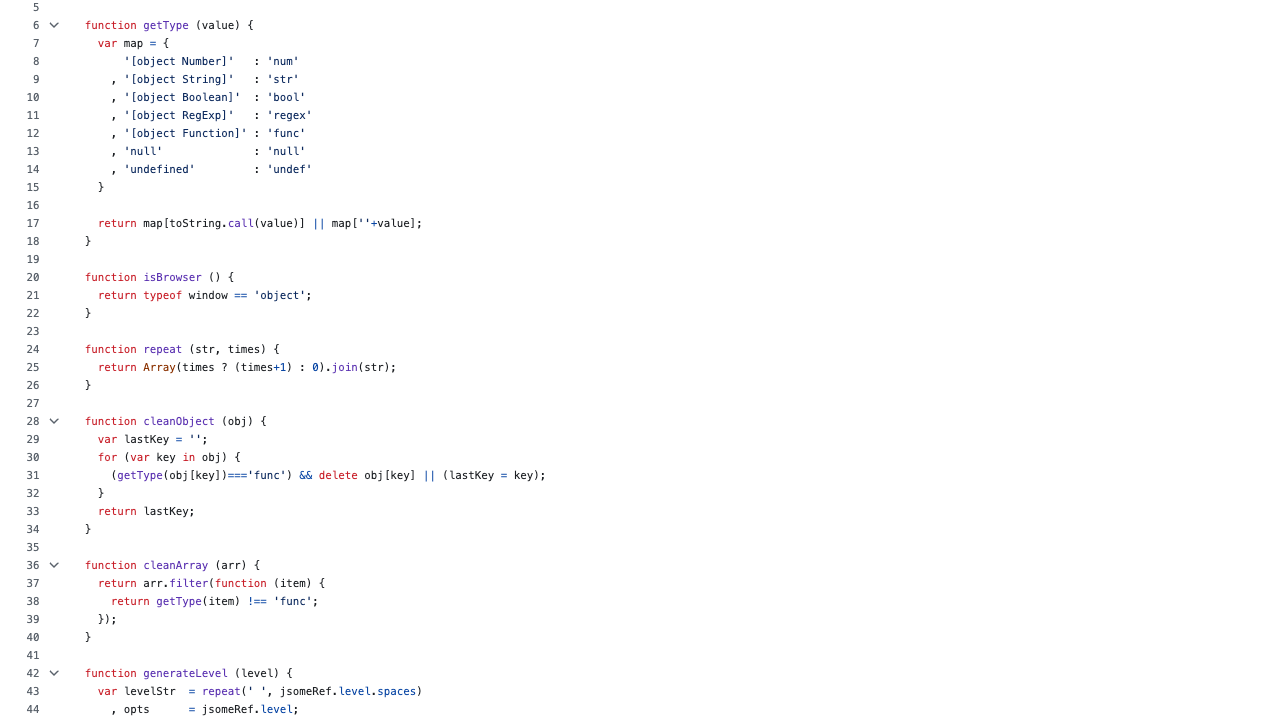 5
6 function getType (value) {
7 var map = {
8 '[object Number]' : 'num'
9 , '[object String]' : 'str'
10 , '[object Boolean]' : 'bool'
11 , '[object RegExp]' : 'regex'
12 , '[object Function]' : 'func'
13 , 'null' : 'null'
14 , 'undefined' : 'undef'
15 }
16
17 return map[toString.call(value)] || map[''+value];
18 }
19
20 function isBrowser () {
21 return typeof window == 'object';
22 }
23
24 function repeat (str, times) {
25 return Array(times ? (times+1) : 0).join(str);
26 }
27
28 function cleanObject (obj) {
29 var lastKey = '';
30 for (var key in obj) {
31 (getType(obj[key])==='func') && delete obj[key] || (lastKey = key);
32 }
33 return lastKey;
34 }
35
36 function cleanArray (arr) {
37 return arr.filter(function (item) {
38 return getType(item) !== 'func';
39 });
40 }
41
42 function generateLevel (level) {
43 var levelStr = repeat(' ', jsomeRef.level.spaces)
44 , opts = jsomeRef.level;